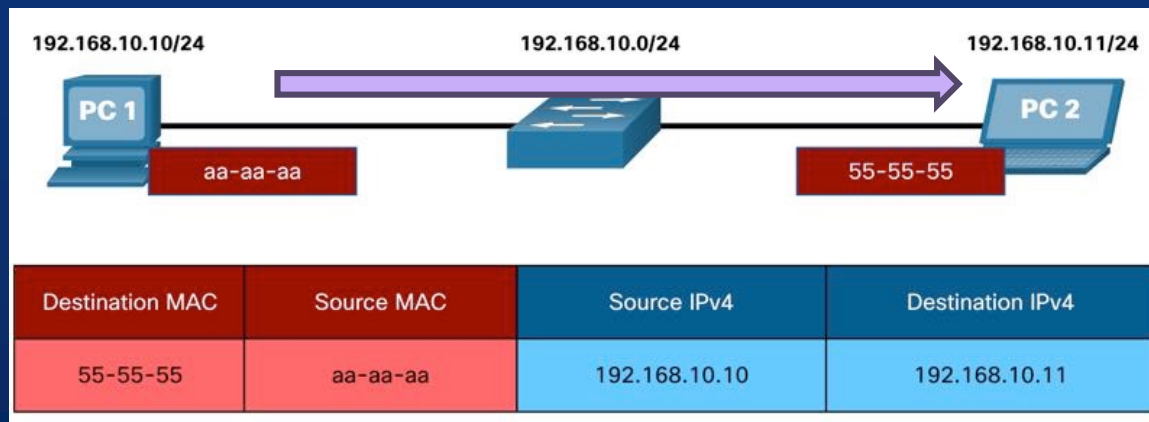 192.168.10.10/24 192.168.10.0/24 192.168.10.11/24
PC 1 PC 2
aa-aa-aa 55-55-55
Destination MAC Source MAC Source IPv4 Destination IPv4
55-55-55 aa-aa-aa 192.168.10.10 192.168.10.11